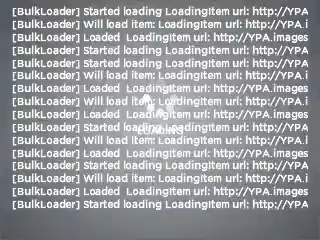 [BulkLoader] Started loading LoadingItem url: http://YPA
[BulkLoader] Will load item: LoadingItem url: http://YPA.i
[BulkLoader] Loaded  LoadingItem url: http://YPA.images
[BulkLoader] Started loading LoadingItem url: http://YPA
[BulkLoader] Started loading LoadingItem url: http://YPA
[BulkLoader] Will load item: LoadingItem url: http://YPA.i
[BulkLoader] Loaded  LoadingItem url: http://YPA.images
[BulkLoader] Will load item: LoadingItem url: http://YPA.i
[BulkLoader] Loaded  LoadingItem url: http://YPA.images
[BulkLoader] Started loading LoadingItem url: http://YPA
[BulkLoader] Will load item: LoadingItem url: http://YPA.i
[BulkLoader] Loaded  LoadingItem url: http://YPA.images
[BulkLoader] Started loading LoadingItem url: http://YPA
[BulkLoader] Will load item: LoadingItem url: http://YPA.i
[BulkLoader] Loaded  LoadingItem url: http://YPA.images
[BulkLoader] Started loading LoadingItem url: http://YPA